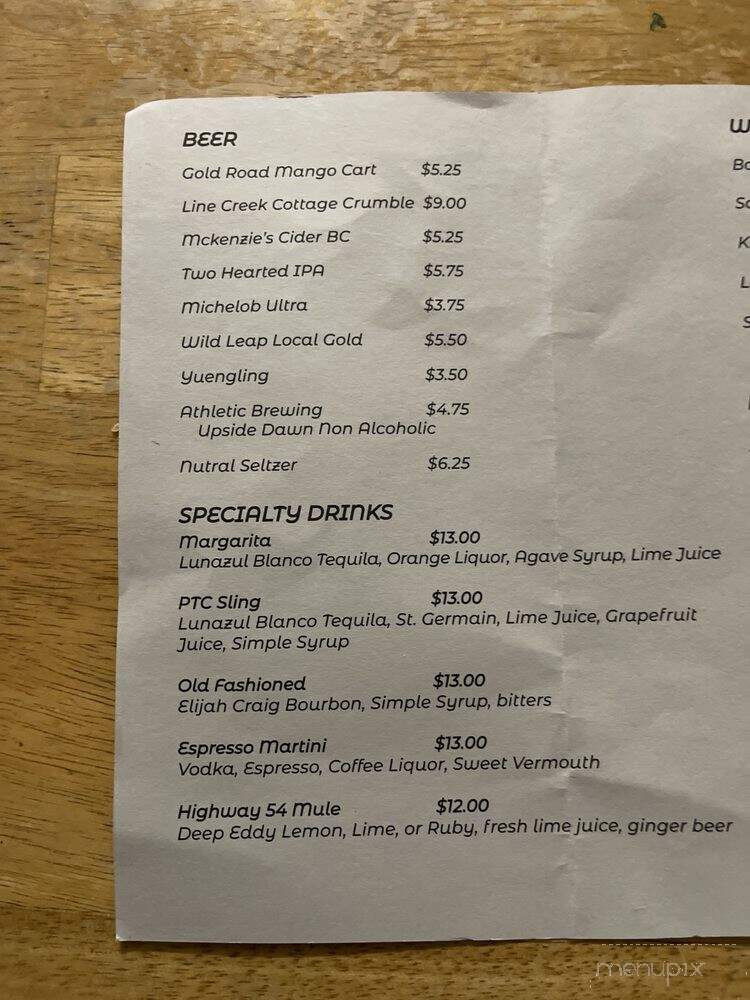 BEER
Gold Road Mango Cart $5.25
Line Creek Cottage Crumble $9.00
Mckenzie's Cider BC $5.25
Two Hearted IPA $5.75
Michelob Ultra $3.75
Wild Leap Local Gold $5.50
Yuengling $3.50
Athletic Brewing $4.75
Upside Dawn Non Alcoholic
Nutral Seltzer $6.25
SPECIALTY DRINKS
Margarita $13.00
Lunazul Blanco Tequila, Orange Liquor, Agave Syrup, Lime Juice
PTC Sling $13.00
Lunazul Blanco Tequila, St. Germain, Lime Juice, Grapefruit
Juice, Simple Syrup
Old Fashioned $13.00
Elijah Craig Bourbon, Simple Syrup, bitters
Espresso Martini $13.00
Vodka, Espresso, Coffee Liquor, Sweet Vermouth
Highway 54 Mule $12.00
Deep Eddy Lemon, Lime, or Ruby, fresh lime juice, ginger beer
menupix